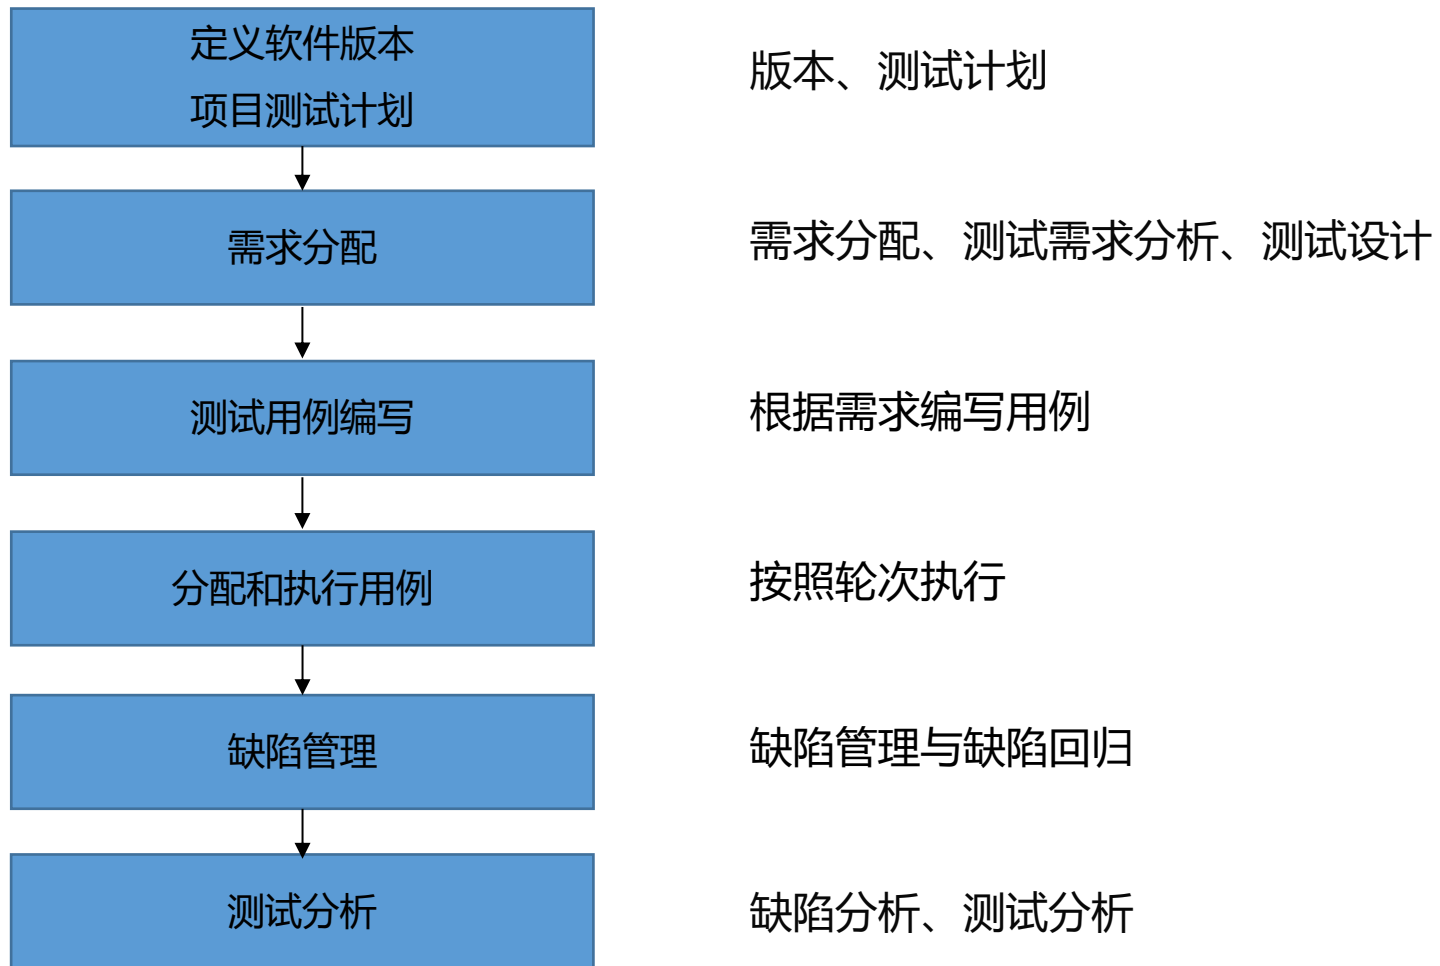 定义软件版本
项目测试计划
版本、测试计划
需求分配
需求分配、测试需求分析、测试设计
测试用例编写
根据需求编写用例
分配和执行用例
按照轮次执行
缺陷管理
缺陷管理与缺陷回归
测试分析
缺陷分析、测试分析